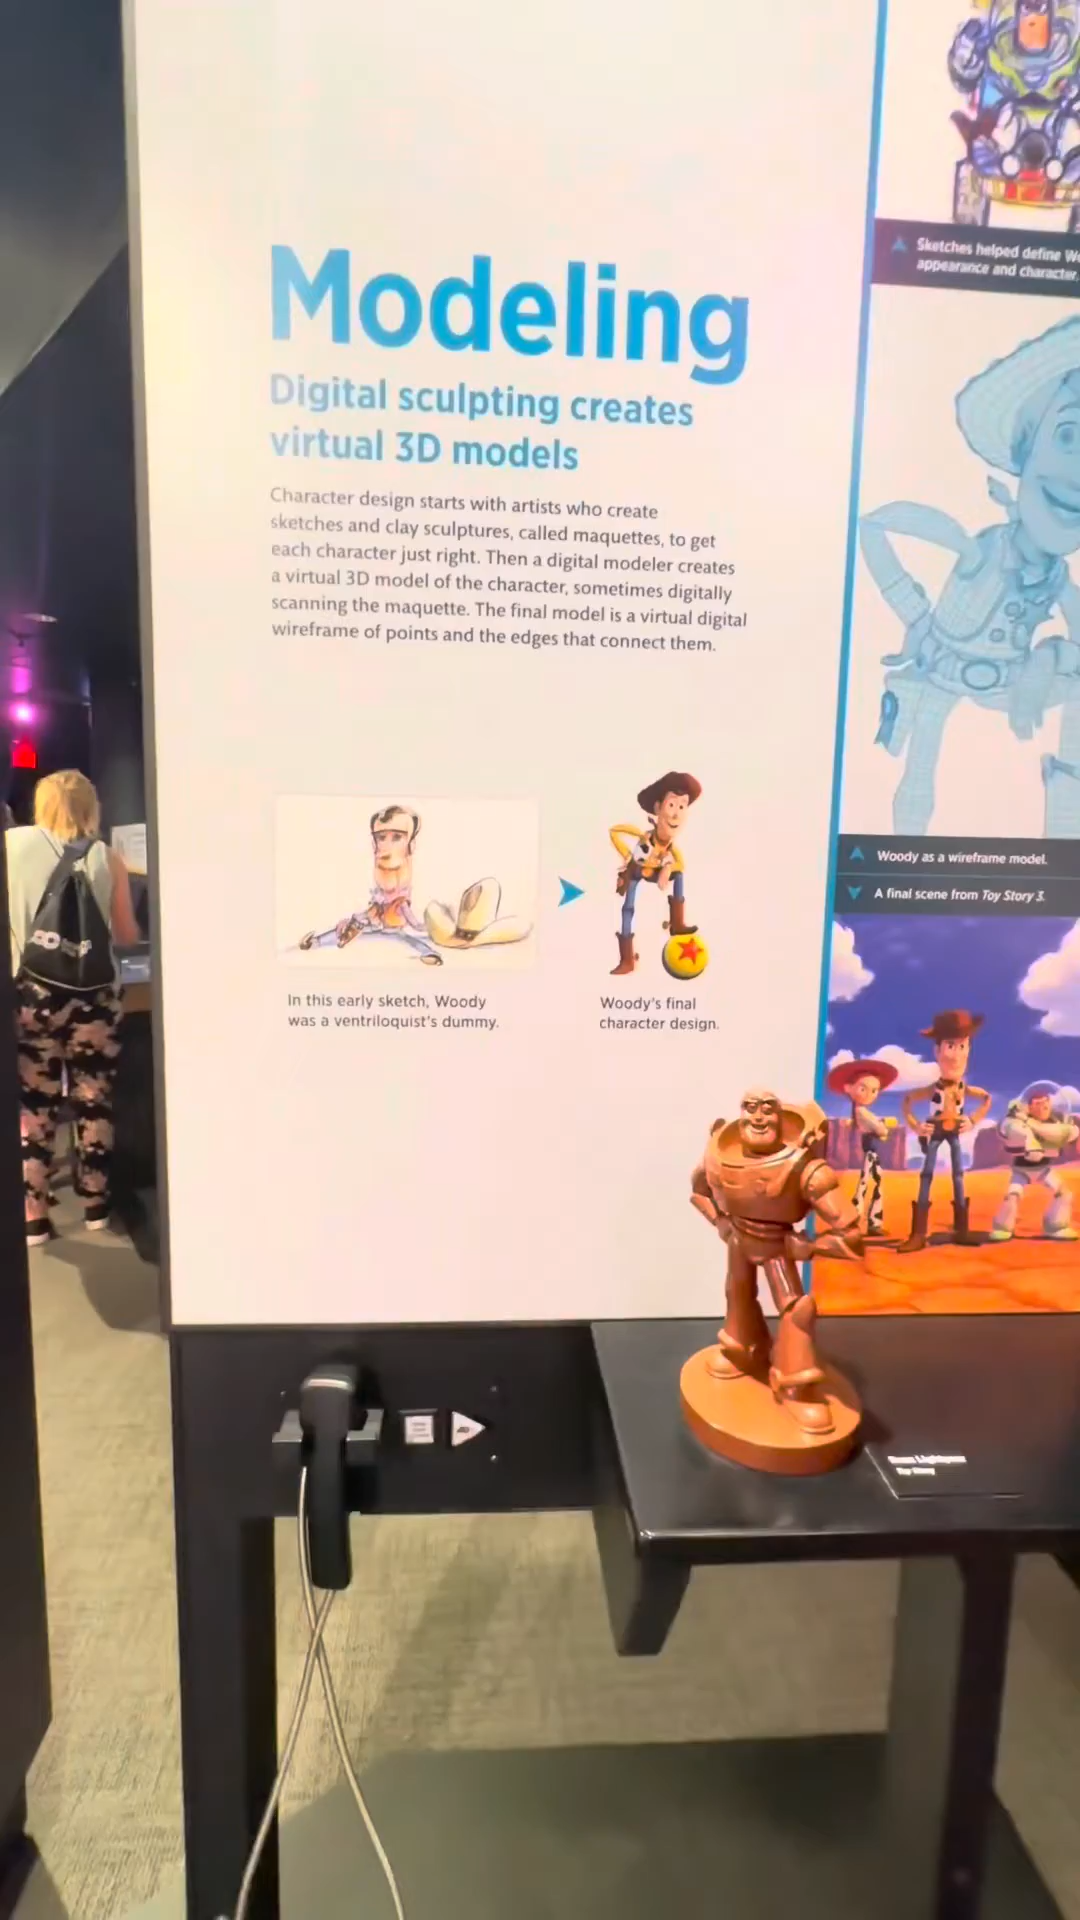 Modeling
Digital sculpting creates
virtual 3D models
Character design starts with artists who create
sketches and clay sculptures, called maquettes, to get
each character just right. Then a digital modeler creates
a virtual 3D model of the character, sometimes digitally
scanning the maquette. The final model is a virtual digital
wireframe of points and the edges that connect them.
In this early sketch, Woody
was a ventriloquist's dummy.
Woody's final
character design.
Sketches helped define
appearance and character.
Woody as a wireframe model.
A final scene from Toy Story 3.
Lightyear
Toy Story